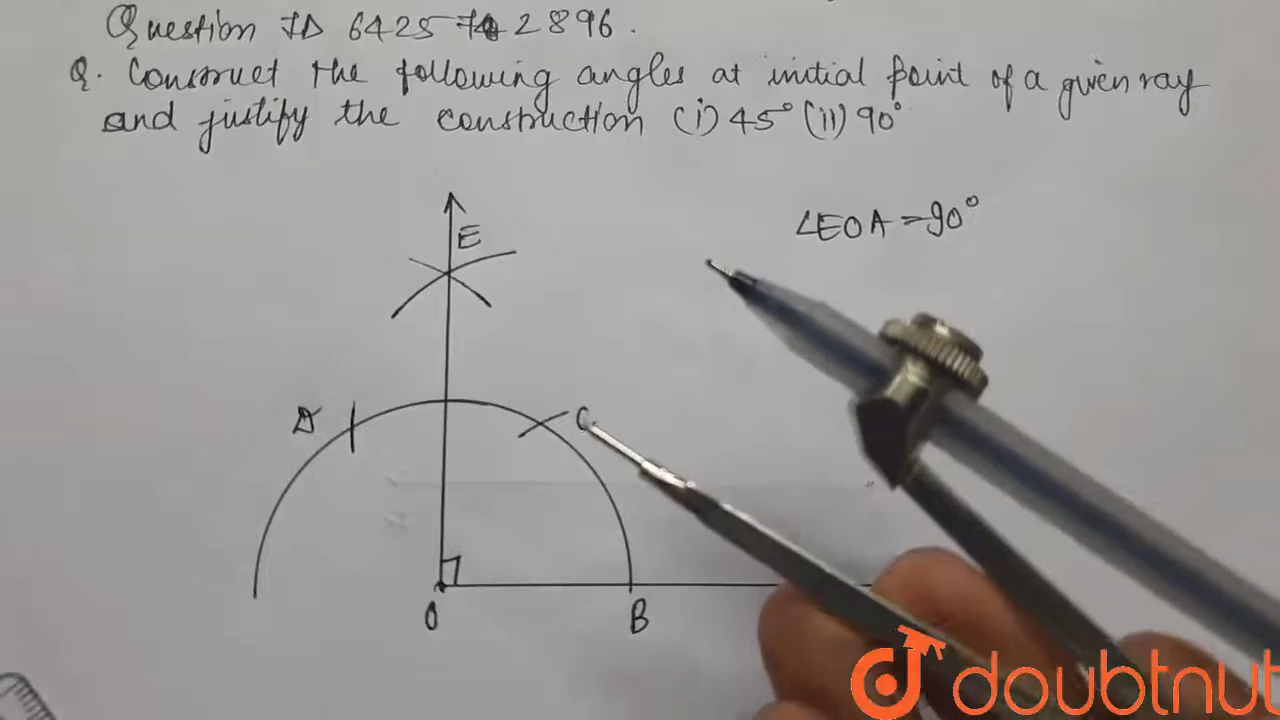 Question ID 6425 2896.
Q. Construct the following angles at initial point of a given ray
and justify the construction (i) 45° (ii) 90°
E
∠EOA = 90°
D
C
O
B
doubtnut